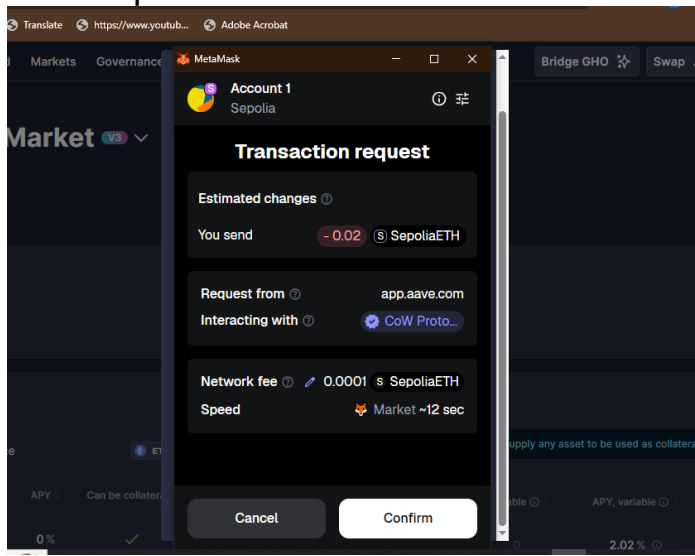 Translate https://www.youtub... Adobe Acrobat
Markets Governance
MetaMask
Bridge GHO Swap
Account 1
Sepolia
Market V3
Transaction request
Estimated changes
You send - 0.02 S SepoliaETH
Request from app.aave.com
Interacting with CoW Proto...
Network fee 0.0001 S SepoliaETH
Speed Market ~12 sec
upply any asset to be used as collatera
APY Can be collater
able APY, variable
Cancel Confirm
0 % 0 2.02 %